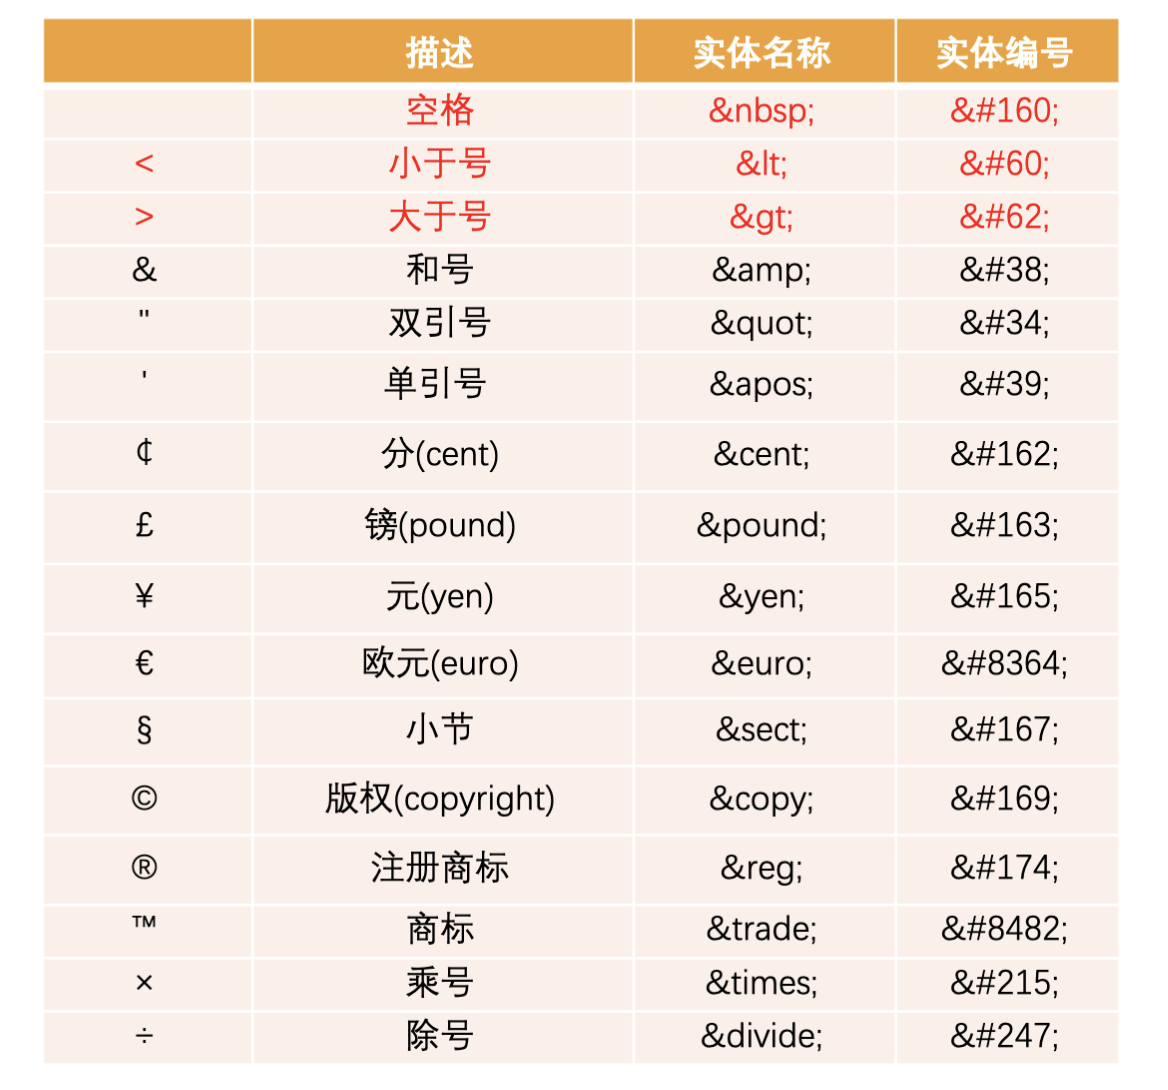 描述 实体名称 实体编号
空格 &nbsp; &#160;
< 小于号 &lt; &#60;
> 大于号 &gt; &#62;
& 和号 &amp; &#38;
" 双引号 &quot; &#34;
' 单引号 &apos; &#39;
¢ 分(cent) &cent; &#162;
£ 镑(pound) &pound; &#163;
¥ 元(yen) &yen; &#165;
€ 欧元(euro) &euro; &#8364;
§ 小节 &sect; &#167;
© 版权(copyright) &copy; &#169;
® 注册商标 &reg; &#174;
™ 商标 &trade; &#8482;
× 乘号 &times; &#215;
÷ 除号 &divide; &#247;